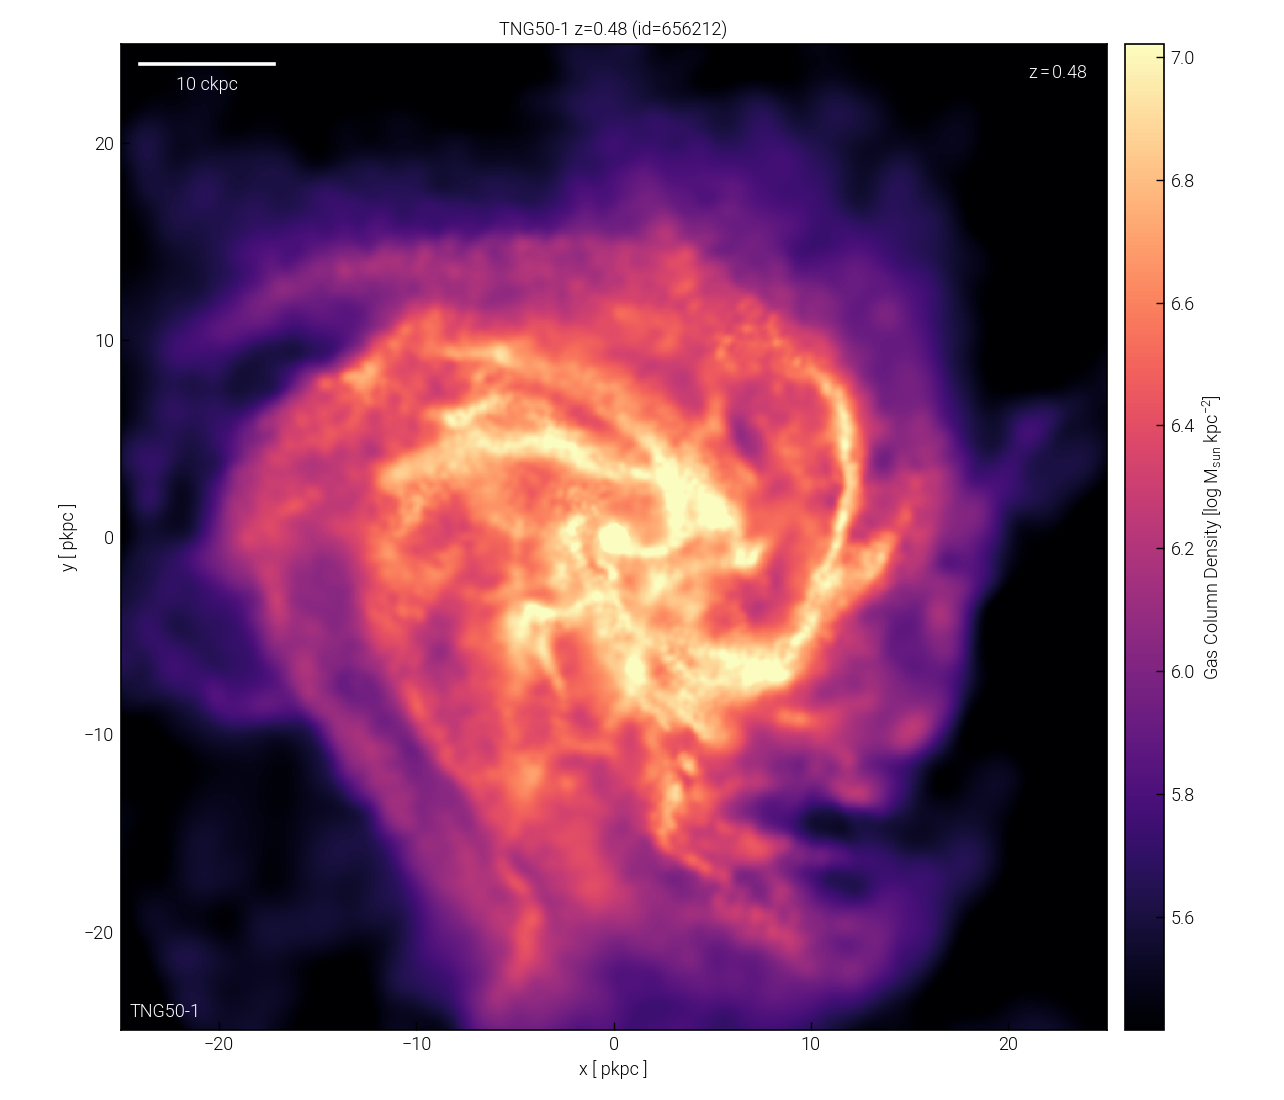 TNG50-1 z=0.48 (id=656212)
10 ckpc
z=0.48
TNG50-1
20
10
0
−10
−20
y [ pkpc ]
−20
−10
0
10
20
x [ pkpc ]
7.0
6.8
6.6
6.4
6.2
6.0
5.8
5.6
Gas Column Density [log M_sun kpc^−2]